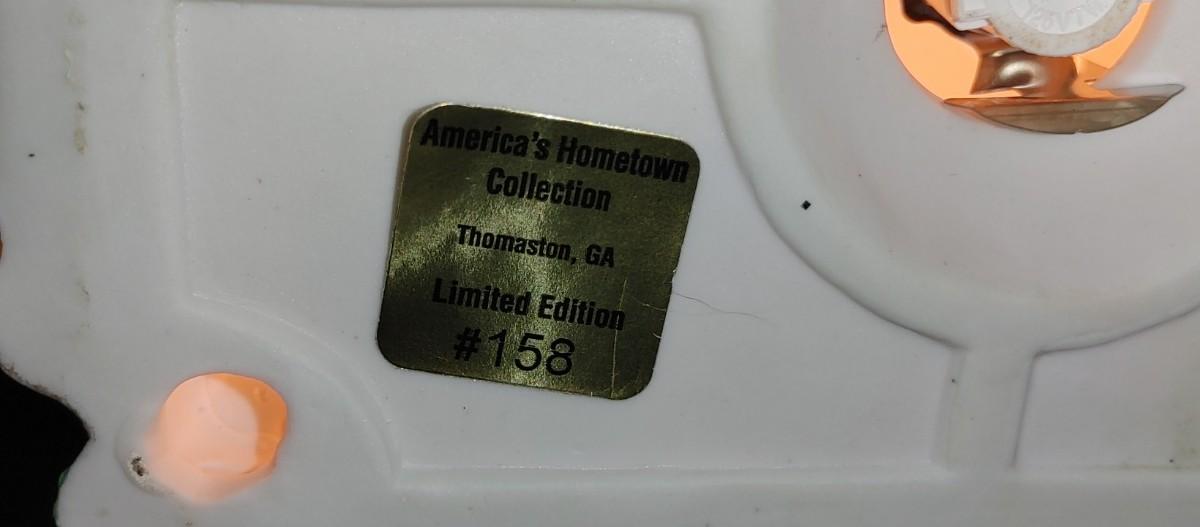 America's Hometown
Collection
Thomaston, GA
Limited Edition
#158